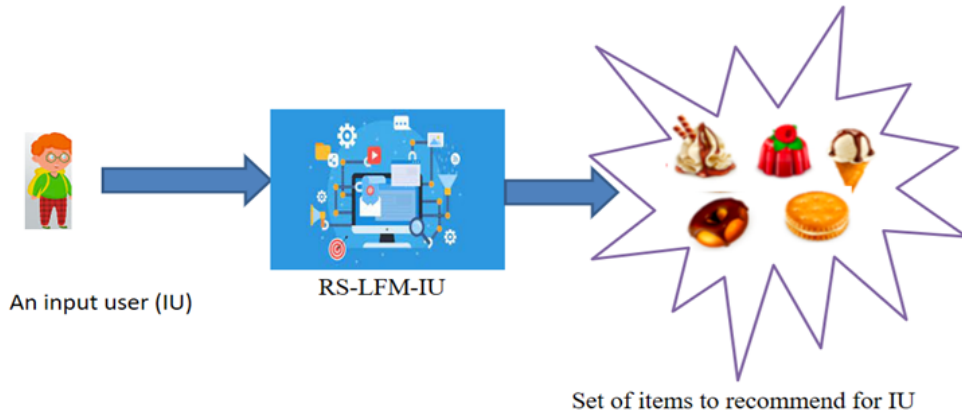 An input user (IU)
RS-LFM-IU
Set of items to recommend for IU